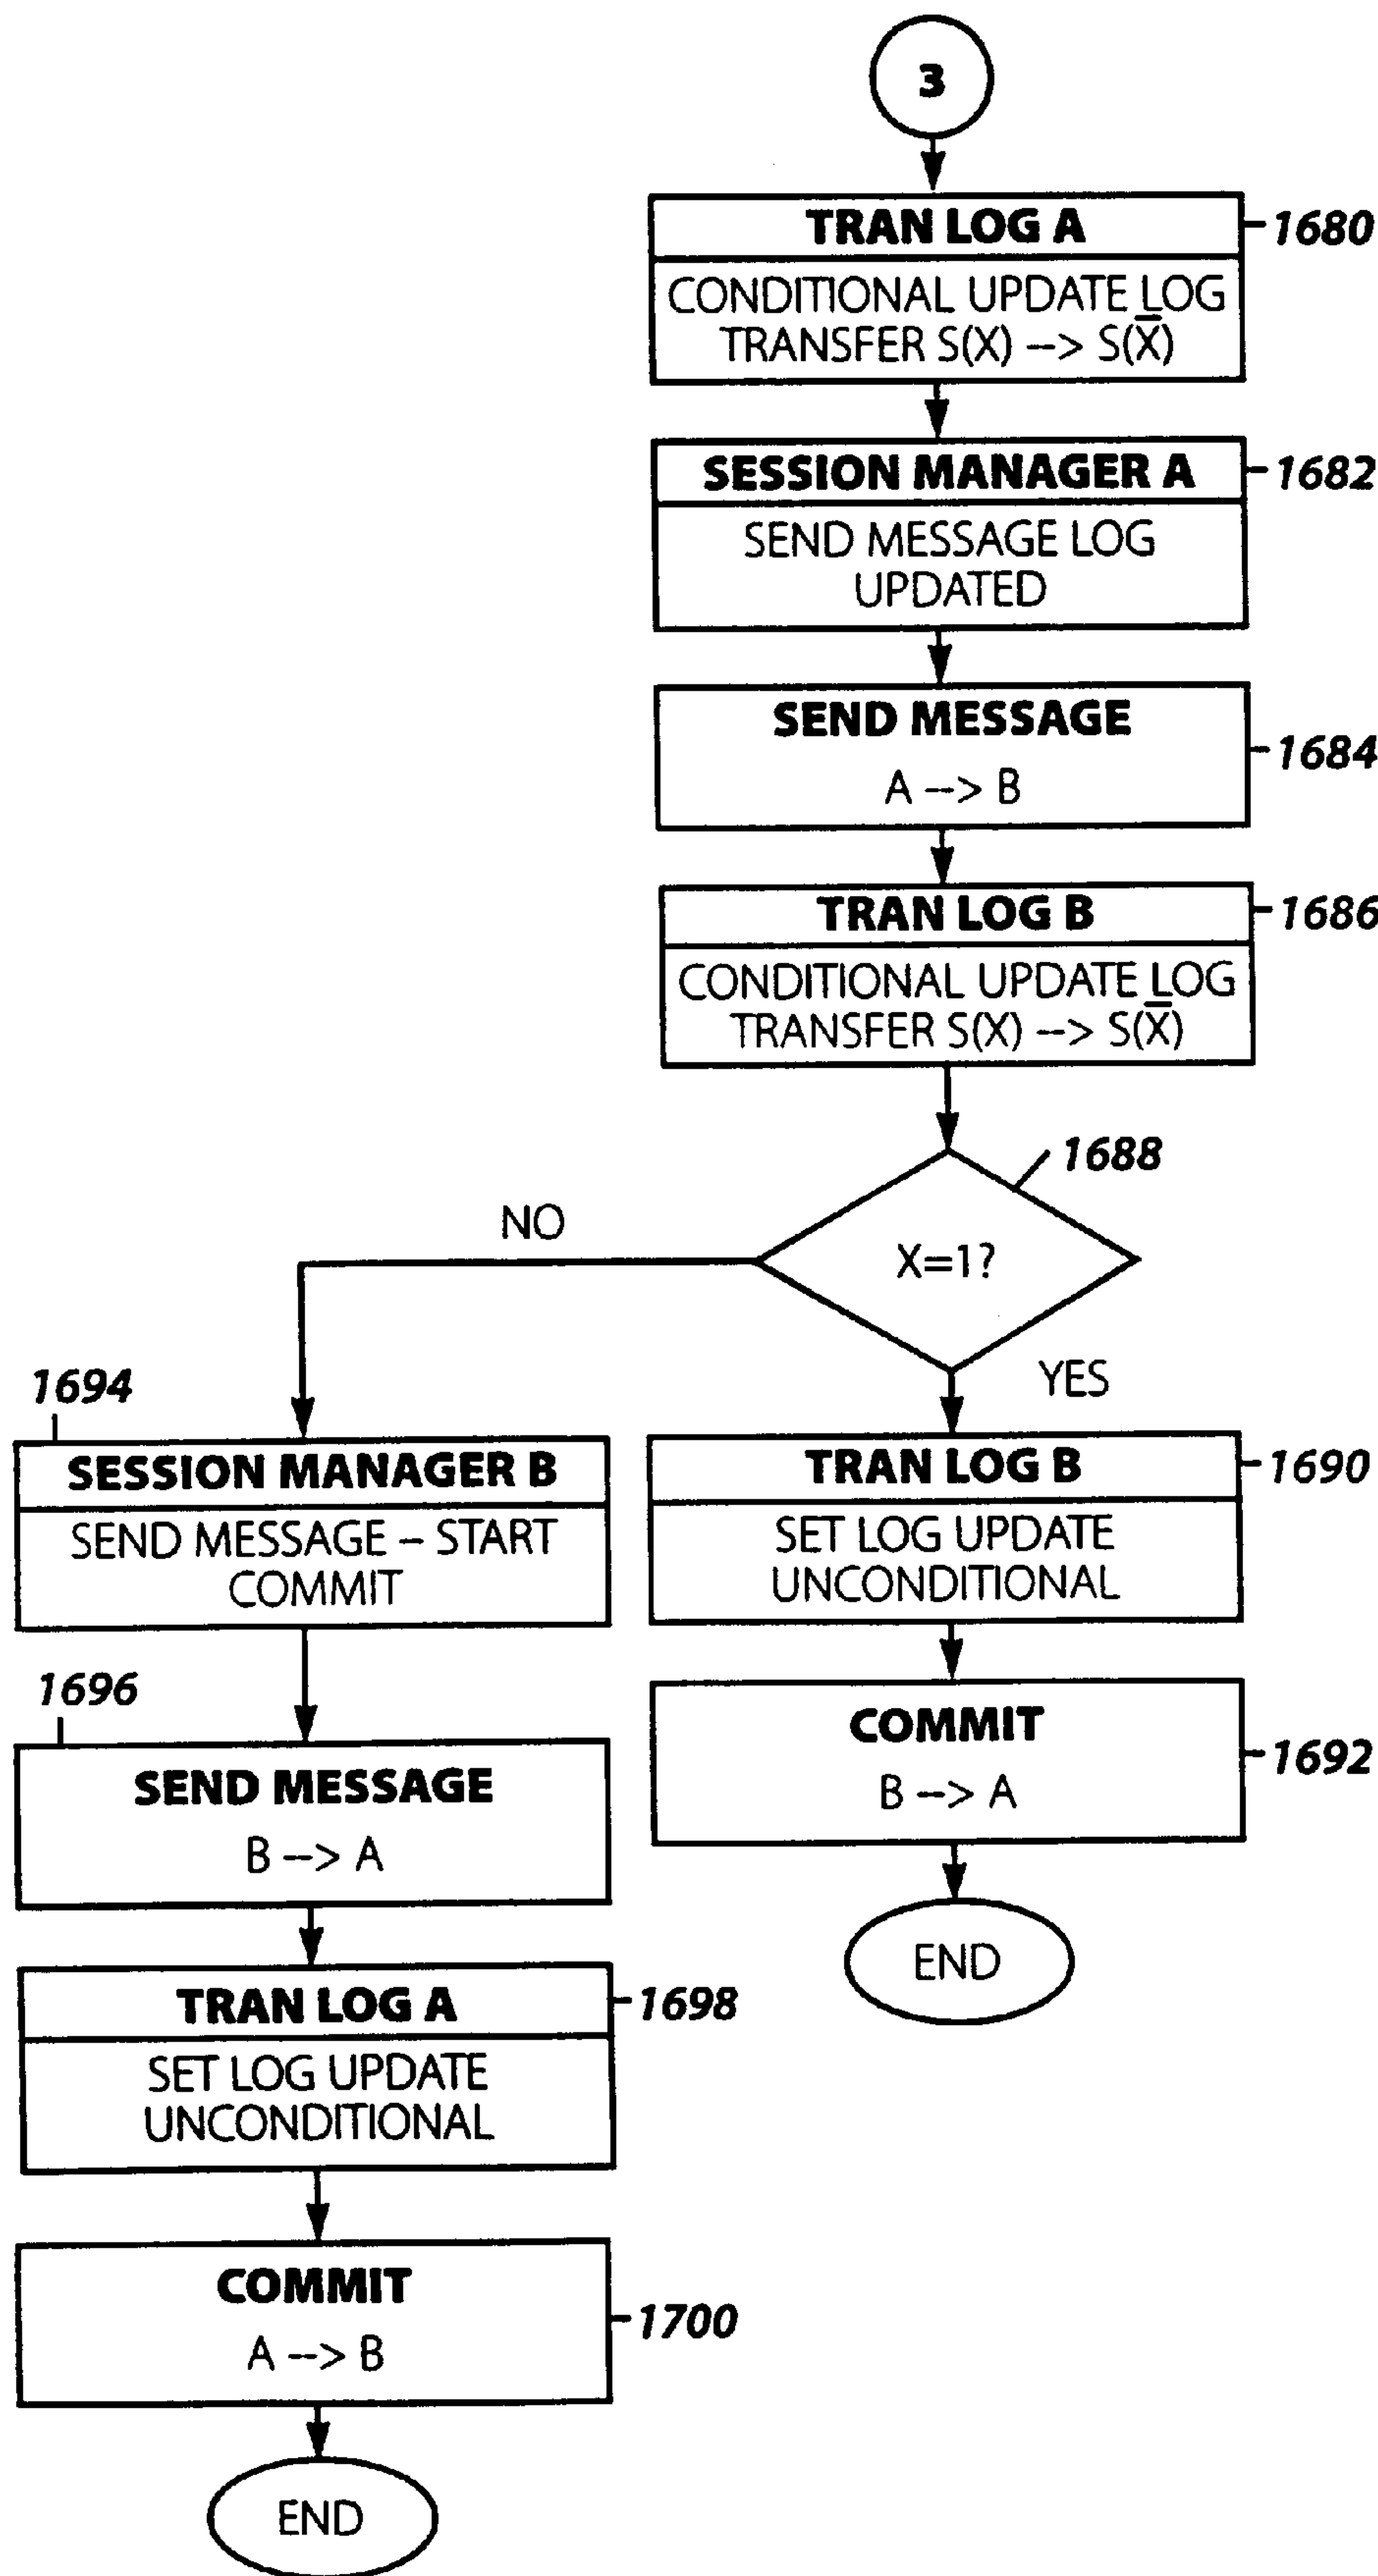 3
TRAN LOG A
1680
CONDITIONAL UPDATE LOG
TRANSFER S(X) --> S(X̅)
SESSION MANAGER A
1682
SEND MESSAGE LOG
UPDATED
SEND MESSAGE
1684
A --> B
TRAN LOG B
1686
CONDITIONAL UPDATE LOG
TRANSFER S(X) --> S(X̅)
1688
X=1?
NO
YES
1694
SESSION MANAGER B
SEND MESSAGE – START
COMMIT
1696
SEND MESSAGE
B --> A
TRAN LOG A
1698
SET LOG UPDATE
UNCONDITIONAL
COMMIT
1700
A --> B
END
TRAN LOG B
1690
SET LOG UPDATE
UNCONDITIONAL
COMMIT
1692
B --> A
END